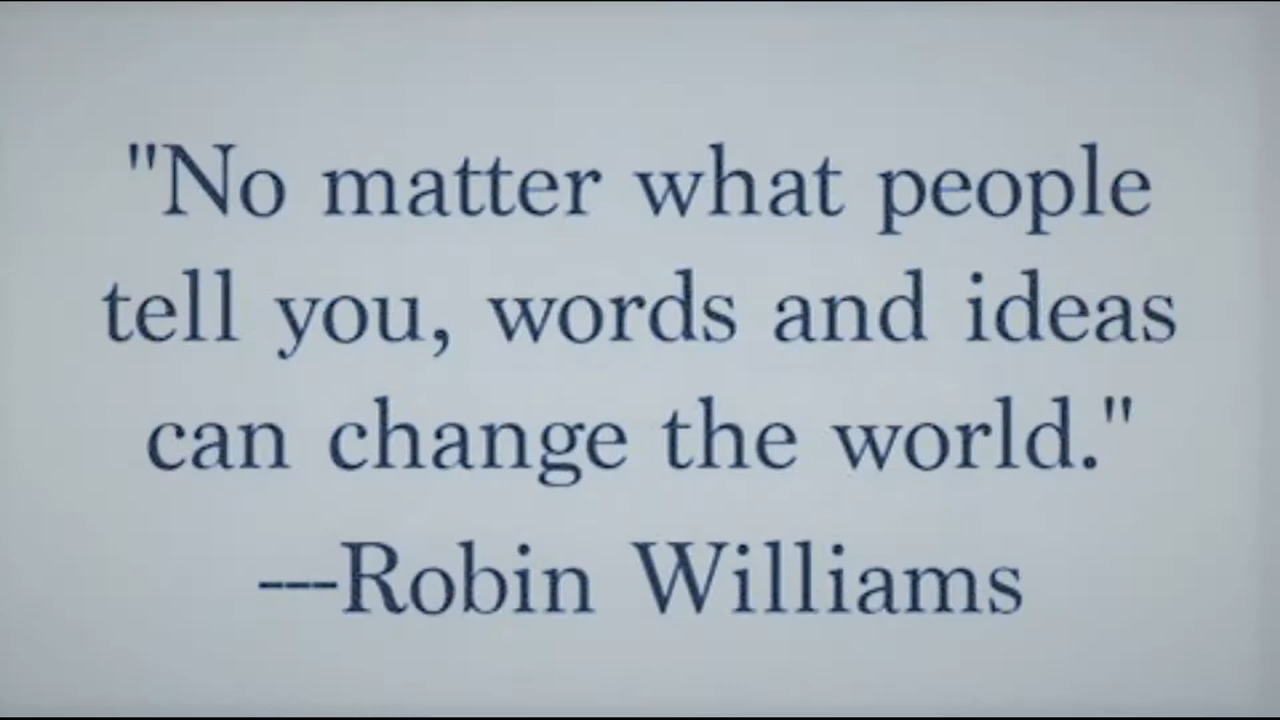 "No matter what people
tell you, words and ideas
can change the world."
---Robin Williams